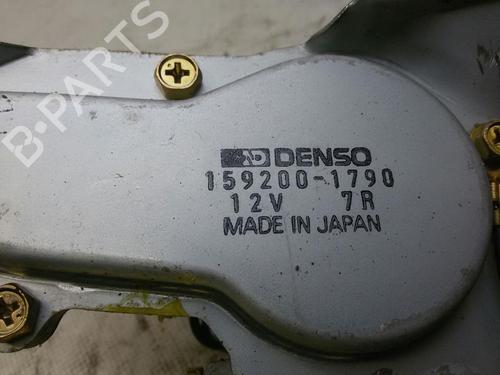 B-PARTS
DENSO
159200-1790
12V 7R
MADE IN JAPAN